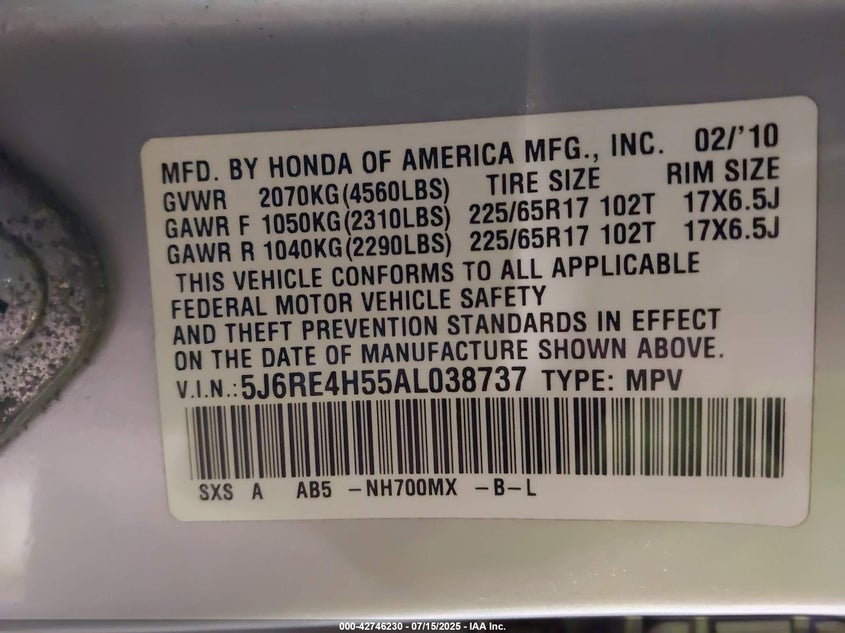 MFD. BY HONDA OF AMERICA MFG., INC. 02/'10
GVWR 2070KG(4560LBS) TIRE SIZE RIM SIZE
GAWR F 1050KG(2310LBS) 225/65R17 102T 17X6.5J
GAWR R 1040KG(2290LBS) 225/65R17 102T 17X6.5J
THIS VEHICLE CONFORMS TO ALL APPLICABLE
FEDERAL MOTOR VEHICLE SAFETY
AND THEFT PREVENTION STANDARDS IN EFFECT
ON THE DATE OF MANUFACTURE SHOWN ABOVE.
V.I.N.:5J6RE4H55AL038737 TYPE: MPV
SXS A AB5 -NH700MX -B-L
000-42746230 - 07/15/2025 - IAA Inc.